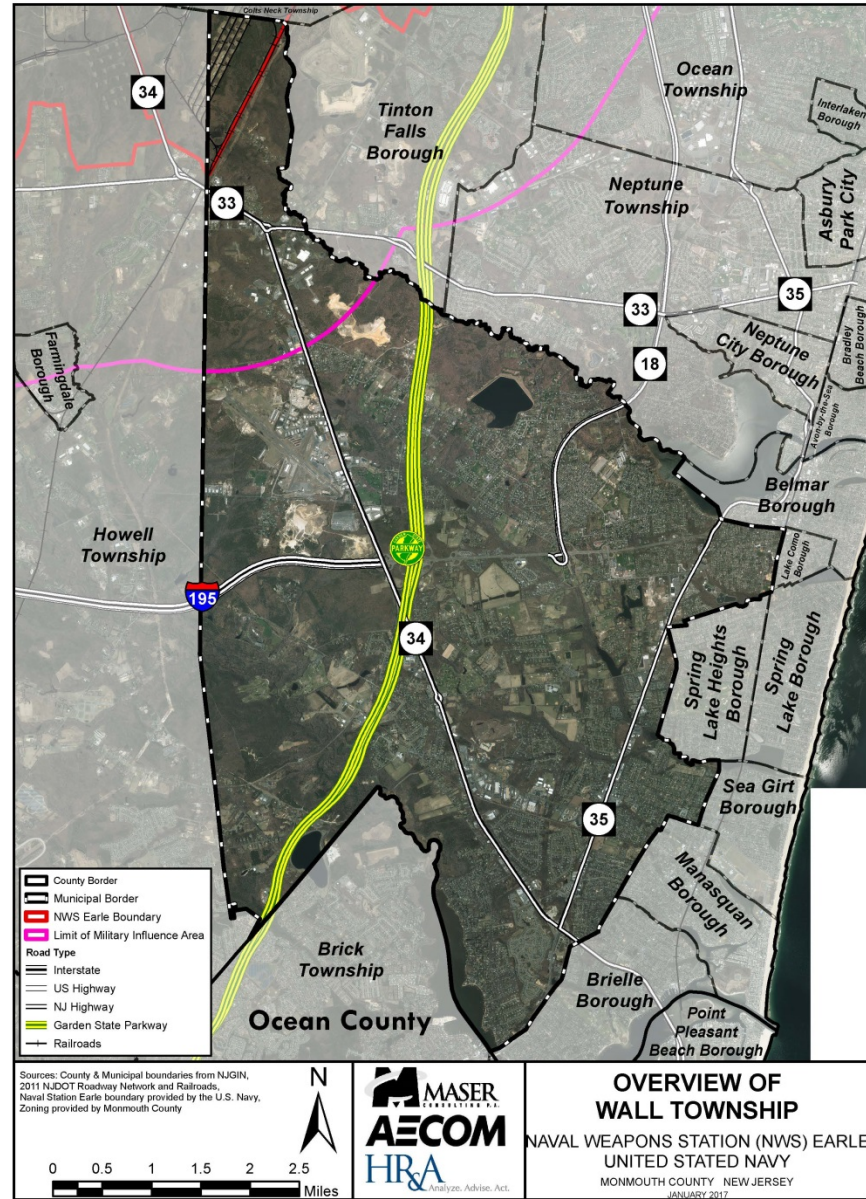 Colts Neck Township
34
Ocean
Township
Tinton
Falls
Borough
Interlaken
Borough
33
Neptune
Township
Asbury
Park City
35
33
Neptune
City Borough
Bradley
Beach Borough
18
Farmingdale
Borough
Avon-by-the-Sea
Borough
Belmar
Borough
Howell
Township
PARKWAY
Lake Como
Borough
195
34
Spring
Lake Heights
Borough
Spring
Lake Borough
Sea Girt
Borough
35
Manasquan
Borough
County Border
Municipal Border
NWS Earle Boundary
Limit of Military Influence Area
Road Type
Interstate
US Highway
NJ Highway
Garden State Parkway
Railroads
Brick
Township
Brielle
Borough
Ocean County
Point
Pleasant
Beach Borough
Sources: County & Municipal boundaries from NJGIN,
2011 NJDOT Roadway Network and Railroads,
Naval Station Earle boundary provided by the U.S. Navy,
Zoning provided by Monmouth County
N
0 0.5 1 1.5 2 2.5
Miles
MASER
CONSULTING P.A.
AECOM
HR&A
Analyze. Advise. Act.
OVERVIEW OF
WALL TOWNSHIP
NAVAL WEAPONS STATION (NWS) EARLE
UNITED STATED NAVY
MONMOUTH COUNTY NEW JERSEY
JANUARY 2017